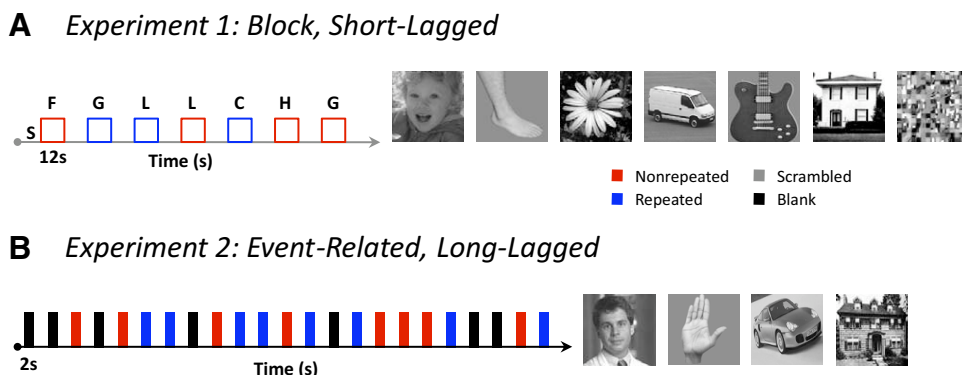 A Experiment 1: Block, Short-Lagged
F G L L C H G
S
12s Time (s)
Nonrepeated Scrambled
Repeated Blank
B Experiment 2: Event-Related, Long-Lagged
2s Time (s)